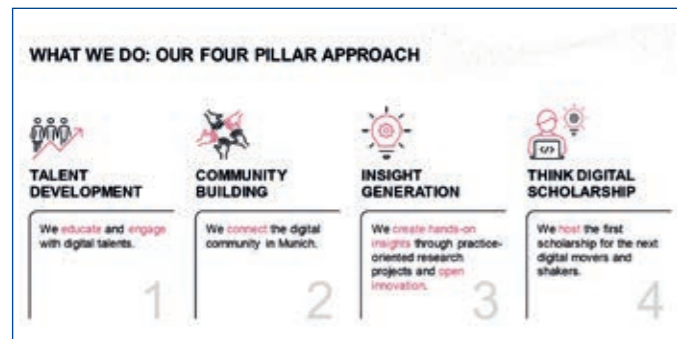 WHAT WE DO: OUR FOUR PILLAR APPROACH
TALENT
DEVELOPMENT
We educate and engage
with digital talents.
1
COMMUNITY
BUILDING
We connect the digital
community in Munich.
2
INSIGHT
GENERATION
We create hands-on
insights through practice-
oriented research
projects and open
innovation.
3
</>
THINK DIGITAL
SCHOLARSHIP
We host the first
scholarship for the next
digital movers and
shakers.
4